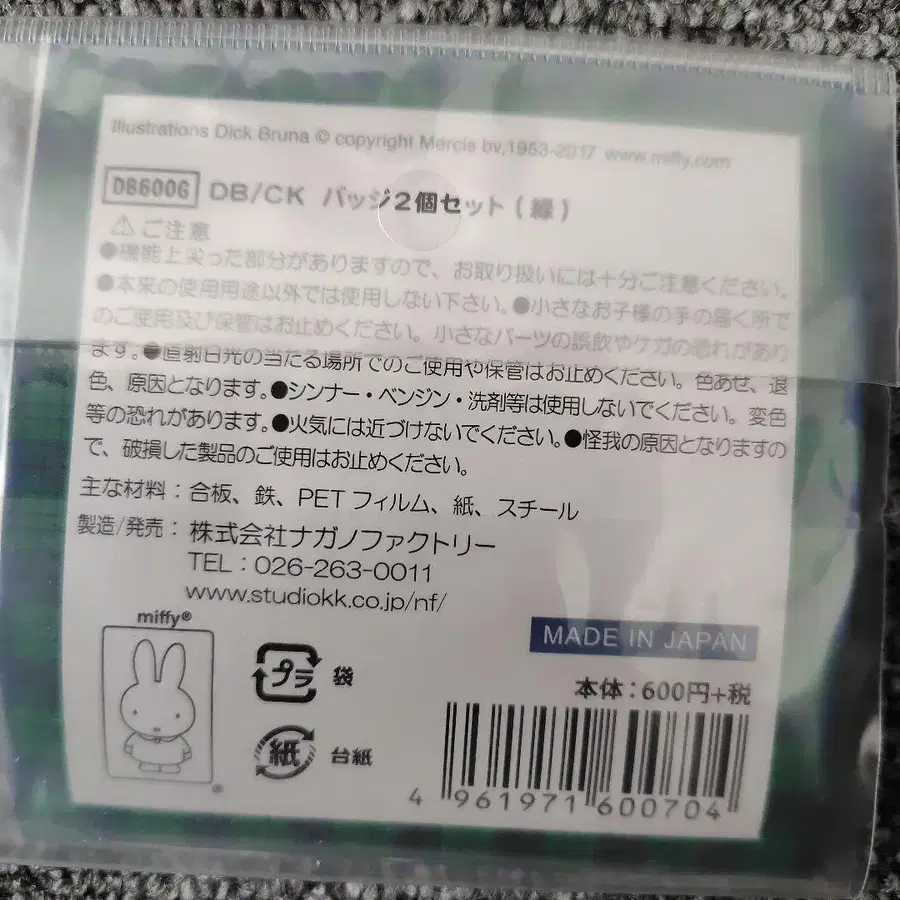 Illustrations Dick Bruna © copyright Mercis bv,1953-2017 www.miffy.com
DB600G DB/CK バッジ2個セット(緑)
⚠ご注意
●機能上尖った部分がありますので、お取り扱いには十分ご注意ください。
●本来の使用用途以外では使用しない下さい。●小さなお子様の手の届く所で
のご使用及び保管はお止めください。小さなパーツの誤飲やケガの恐れがあり
ます。●直射日光の当たる場所でのご使用や保管はお止めください。色あせ、退
色、原因となります。●シンナー・ベンジン・洗剤等は使用しないでください。変色
等の恐れがあります。●火気には近づけないでください。●怪我の原因となりますの
で、破損した製品のご使用はお止めください。
主な材料:合板、鉄、PETフィルム、紙、スチール
製造/発売:株式会社ナガノファクトリー
TEL:026-263-0011
www.studiokk.co.jp/nf/
miffy®
®
プラ 袋
紙 台紙
MADE IN JAPAN
本体:600円+税
4 961971 600704